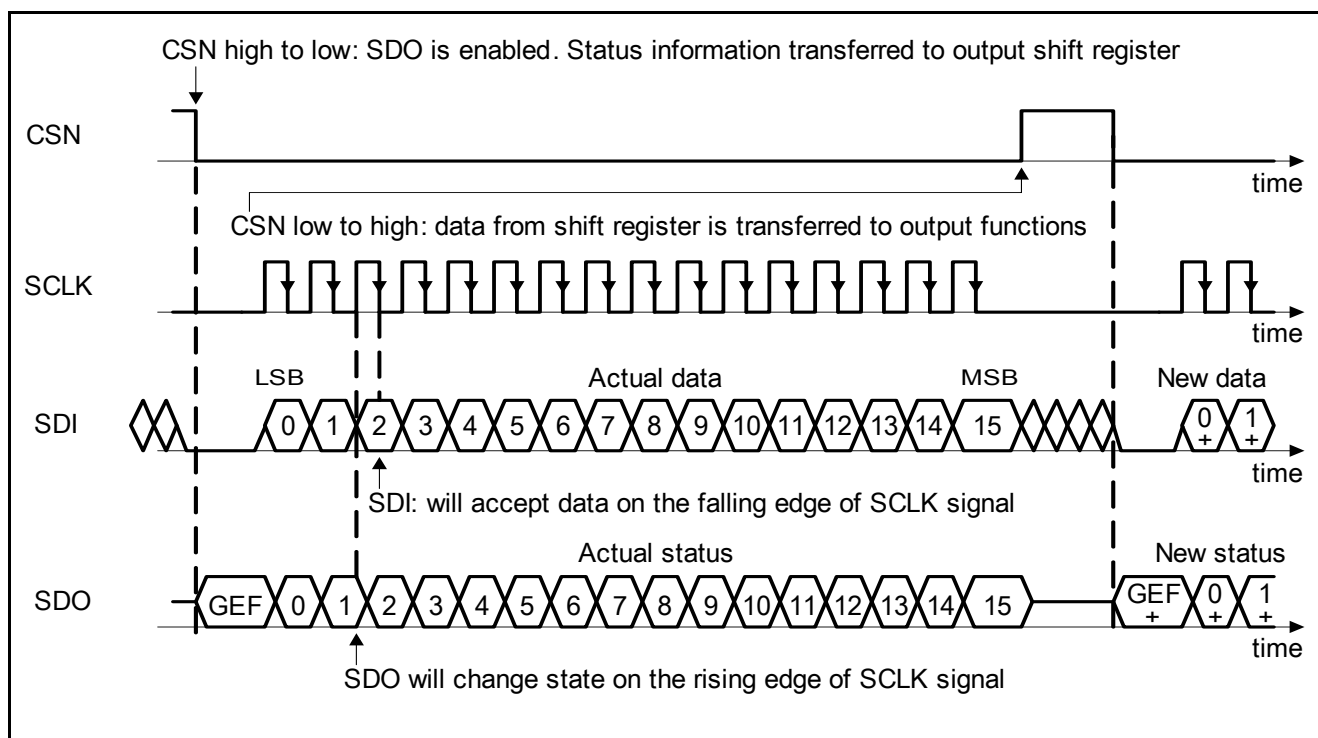 CSN high to low: SDO is enabled. Status information transferred to output shift register
CSN
time
CSN low to high: data from shift register is transferred to output functions
SCLK
time
LSB Actual data MSB New data
SDI
0 1 2 3 4 5 6 7 8 9 10 11 12 13 14 15 0+ 1+
time
SDI: will accept data on the falling edge of SCLK signal
Actual status New status
SDO
GEF 0 1 2 3 4 5 6 7 8 9 10 11 12 13 14 15 GEF+ 0+ 1+
time
SDO will change state on the rising edge of SCLK signal